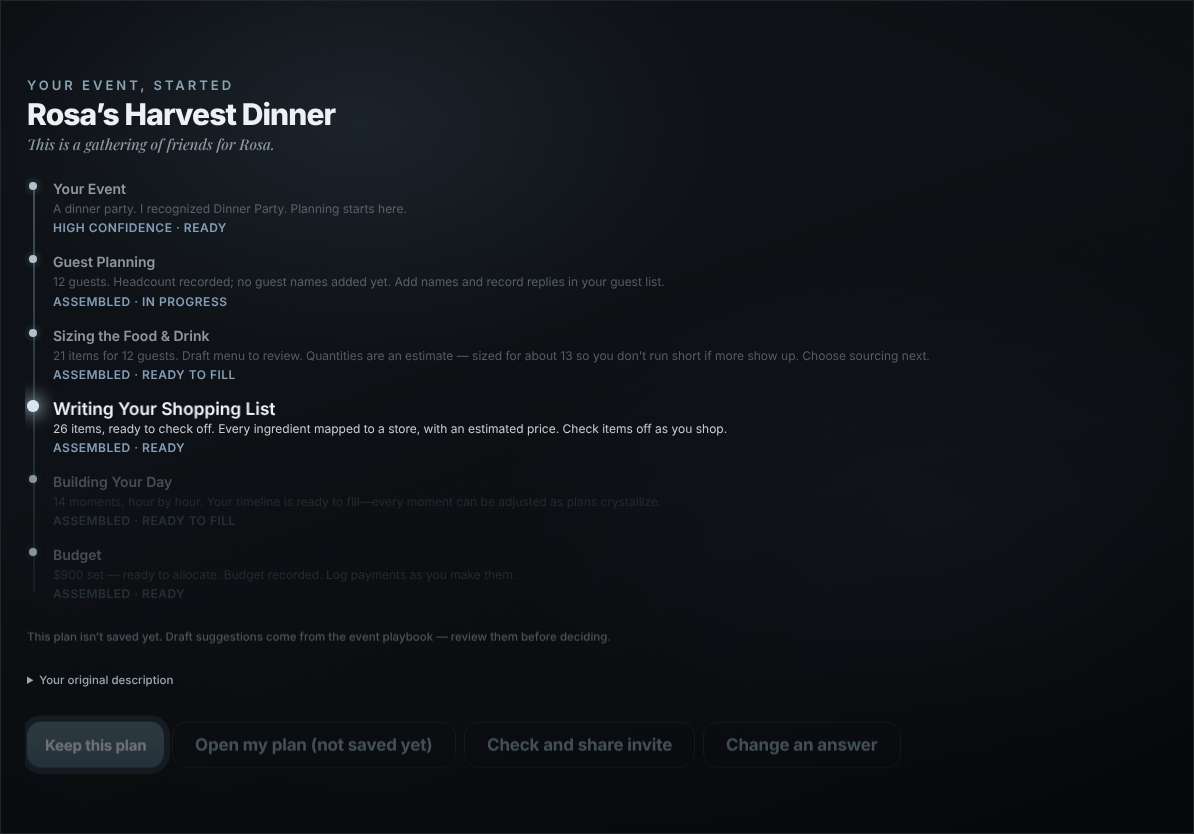 YOUR EVENT, STARTED
Rosa’s Harvest Dinner
This is a gathering of friends for Rosa.
Your Event
A dinner party. I recognized Dinner Party. Planning starts here.
HIGH CONFIDENCE · READY
Guest Planning
12 guests. Headcount recorded; no guest names added yet. Add names and record replies in your guest list.
ASSEMBLED · IN PROGRESS
Sizing the Food & Drink
21 items for 12 guests. Draft menu to review. Quantities are an estimate — sized for about 13 so you don’t run short if more show up. Choose sourcing next.
ASSEMBLED · READY TO FILL
Writing Your Shopping List
26 items, ready to check off. Every ingredient mapped to a store, with an estimated price. Check items off as you shop.
ASSEMBLED · READY
Building Your Day
14 moments, hour by hour. Your timeline is ready to fill—every moment can be adjusted as plans crystallize.
ASSEMBLED · READY TO FILL
Budget
$900 set — ready to allocate. Budget recorded. Log payments as you make them.
ASSEMBLED · READY
This plan isn’t saved yet. Draft suggestions come from the event playbook — review them before deciding.
Your original description
Keep this plan
Open my plan (not saved yet)
Check and share invite
Change an answer